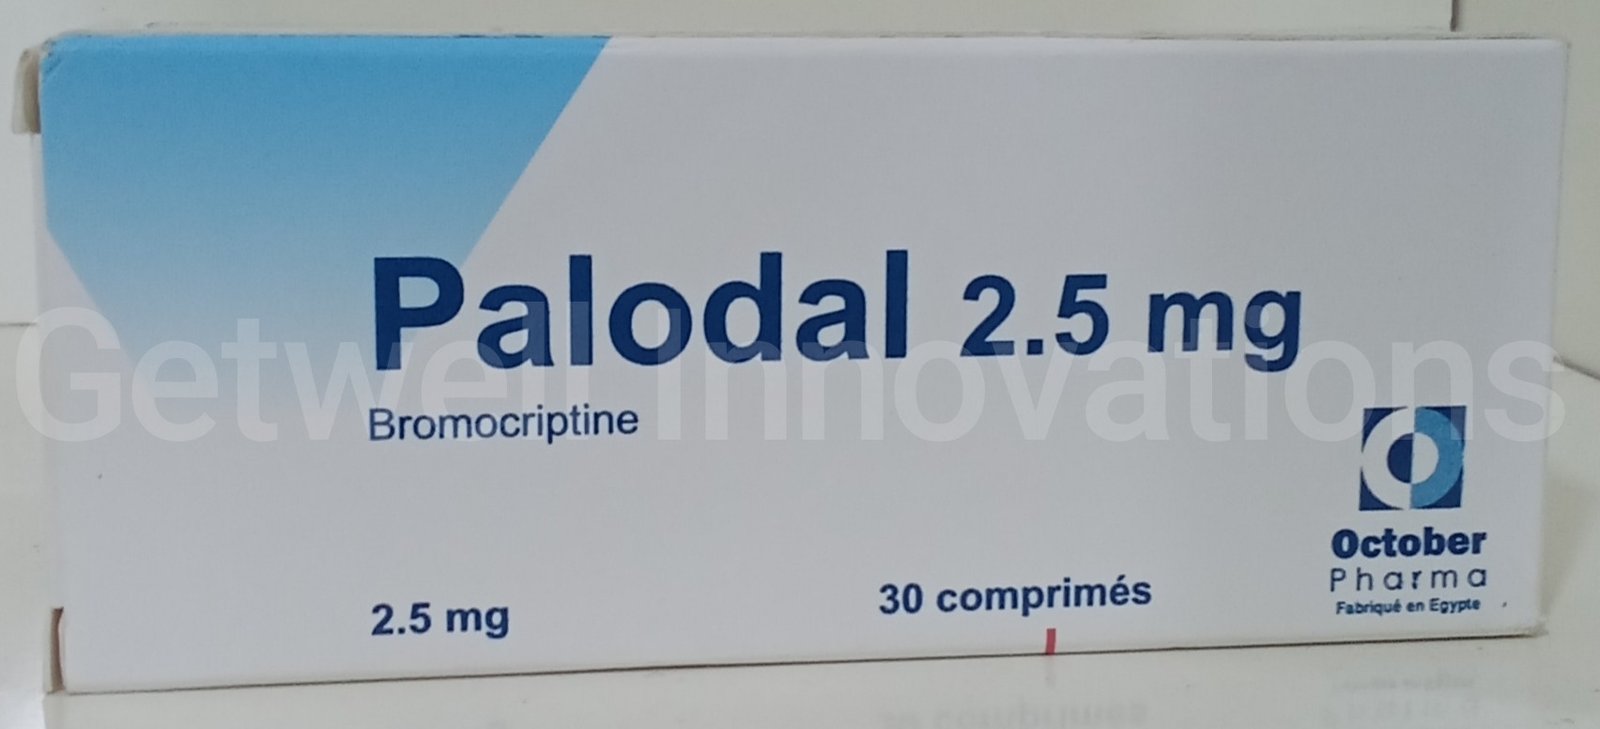 Palodal 2.5 mg
Getwell Innovations
Bromocriptine
2.5 mg
30 comprimés
October
Pharma
Fabriqué en Egypte